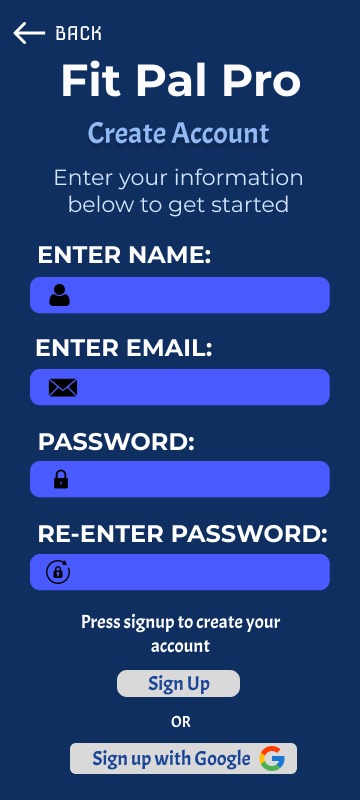 BACK
Fit Pal Pro
Create Account
Enter your information
below to get started
ENTER NAME:
ENTER EMAIL:
PASSWORD:
RE-ENTER PASSWORD:
Press signup to create your
account
Sign Up
OR
Sign up with Google